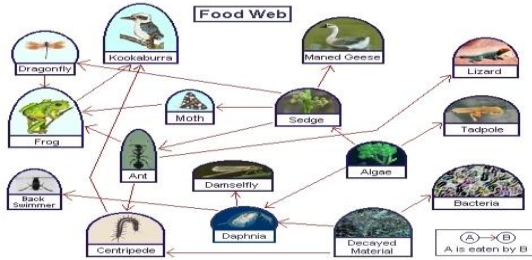 Food Web
Dragonfly
Kookaburra
Maned Geese
Lizard
Frog
Moth
Sedge
Tadpole
Ant
Damselfly
Algae
Back
Swimmer
Daphnia
Bacteria
Centripede
Decayed
Material
A
B
A is eaten by B